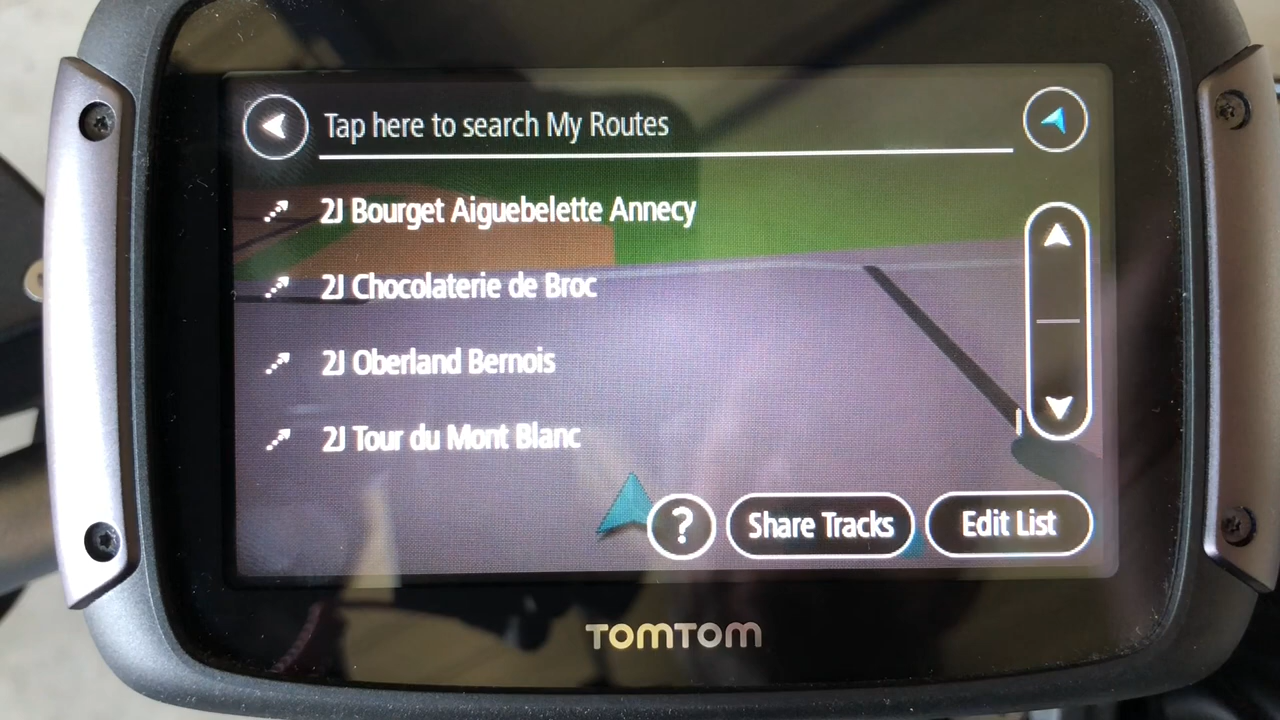 Tap here to search My Routes
2J Bourget Aiguebelette Annecy
2J Chocolaterie de Broc
2J Oberland Bernois
2J Tour du Mont Blanc
? Share Tracks Edit List
TOMTOM